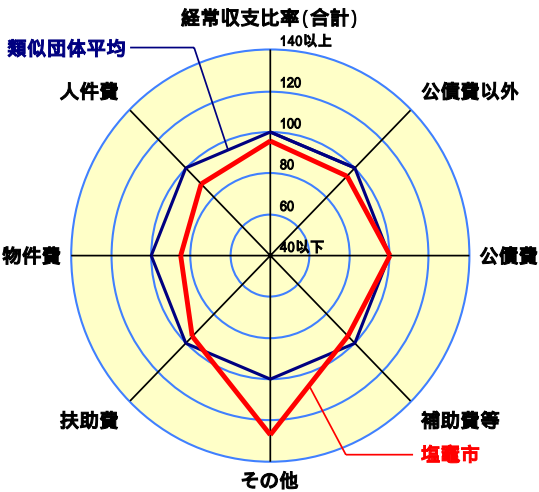 経常収支比率(合計)
140以上
類似団体平均
120
人件費
公債費以外
100
80
60
40以下
物件費
公債費
扶助費
補助費等
塩竈市
その他